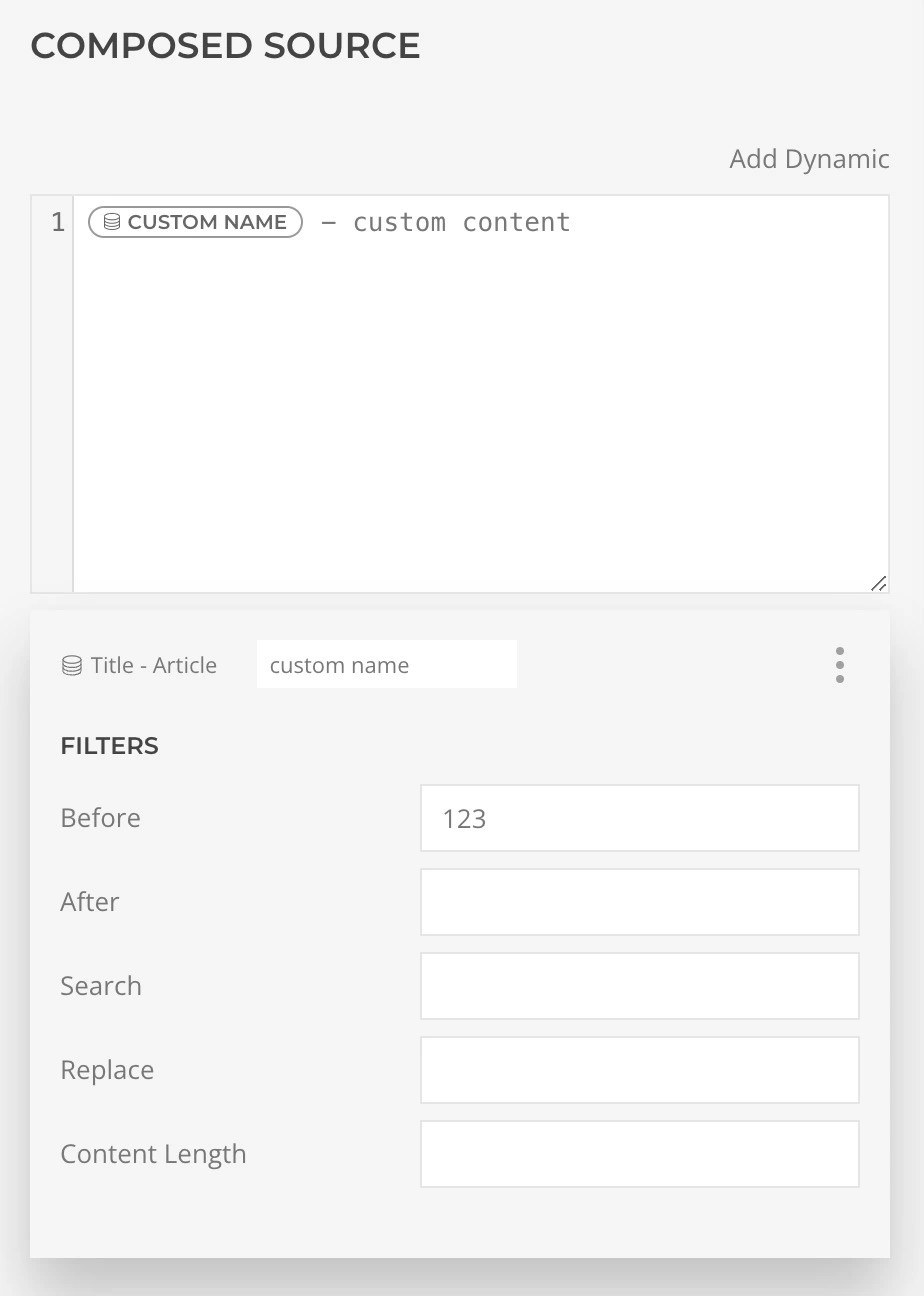 COMPOSED SOURCE
Add Dynamic
1 CUSTOM NAME – custom content
Title - Article custom name
FILTERS
Before 123
After
Search
Replace
Content Length